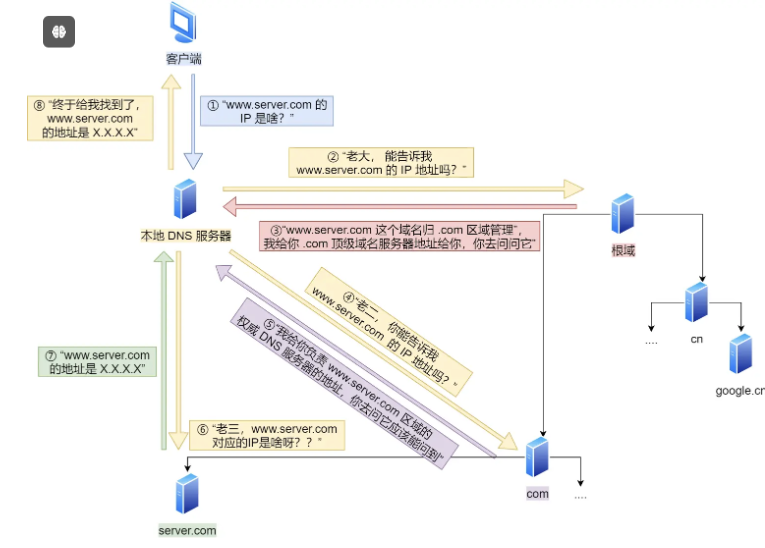 客户端
⑧ “终于给我找到了,
www.server.com
的地址是 X.X.X.X”
① “www.server.com 的
IP 是啥？”
② “老大， 能告诉我
www.server.com 的 IP 地址吗？”
本地 DNS 服务器
③“www.server.com 这个域名归 .com 区域管理”,
我给你 .com 顶级域名服务器地址给你，你去问问它”
根域
④ “老二， 你能告诉我
www.server.com 的 IP 地址吗？”
⑤ “我给你负责 www.server.com 区域的
权威 DNS 服务器的地址，你去问它应该能问到”
....
cn
google.cn
⑦ “www.server.com
的地址是 X.X.X.X”
⑥ “老三，www.server.com
对应的IP是啥呀？？”
com
....
server.com